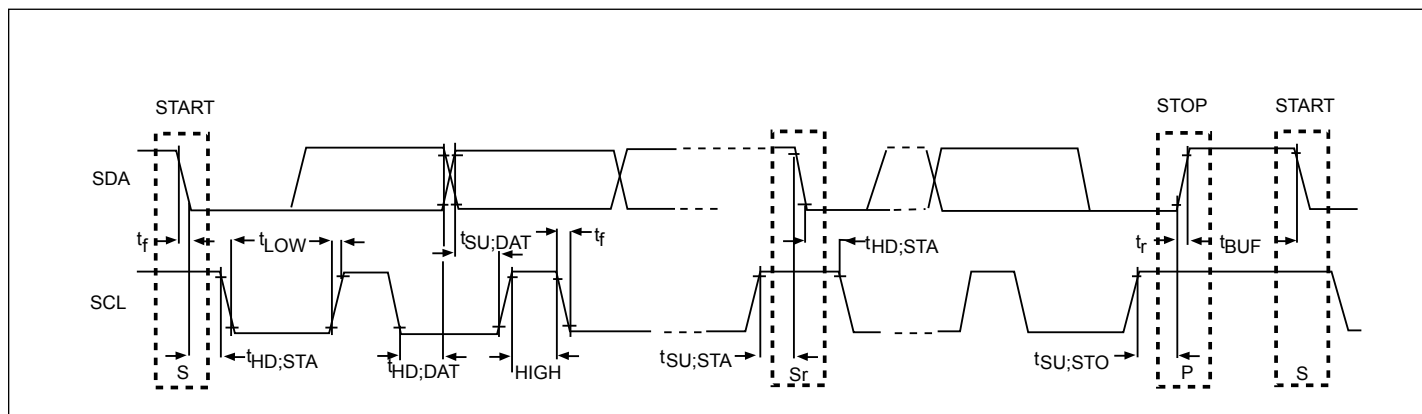 START STOP START
SDA
tf tLOW tSU;DAT tf tHD;STA tr tBUF
SCL
tHD;STA tHD;DAT HIGH tSU;STA tSU;STO
S Sr P S